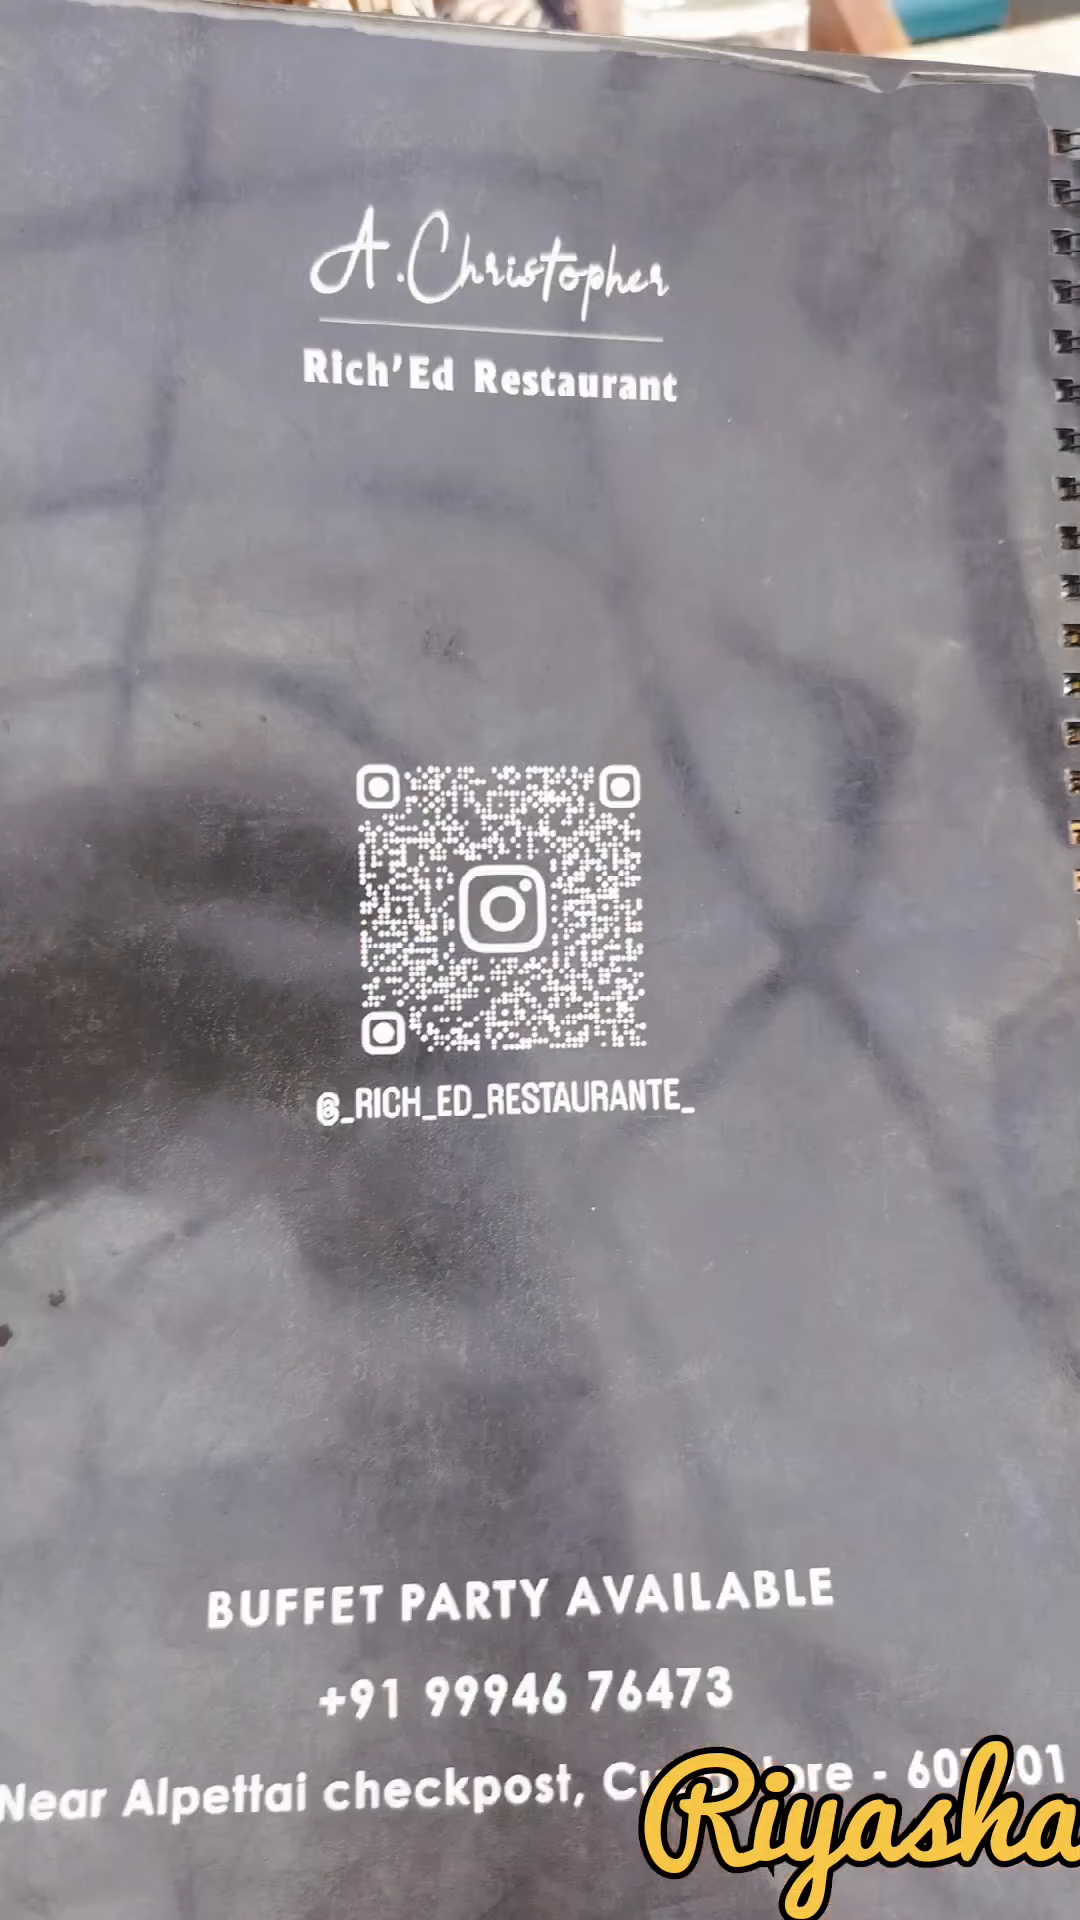 A.Christopher
Rich'Ed Restaurant
@_RICH_ED_RESTAURANTE_
BUFFET PARTY AVAILABLE
+91 99946 76473
Near Alpettai checkpost,
Riyasha